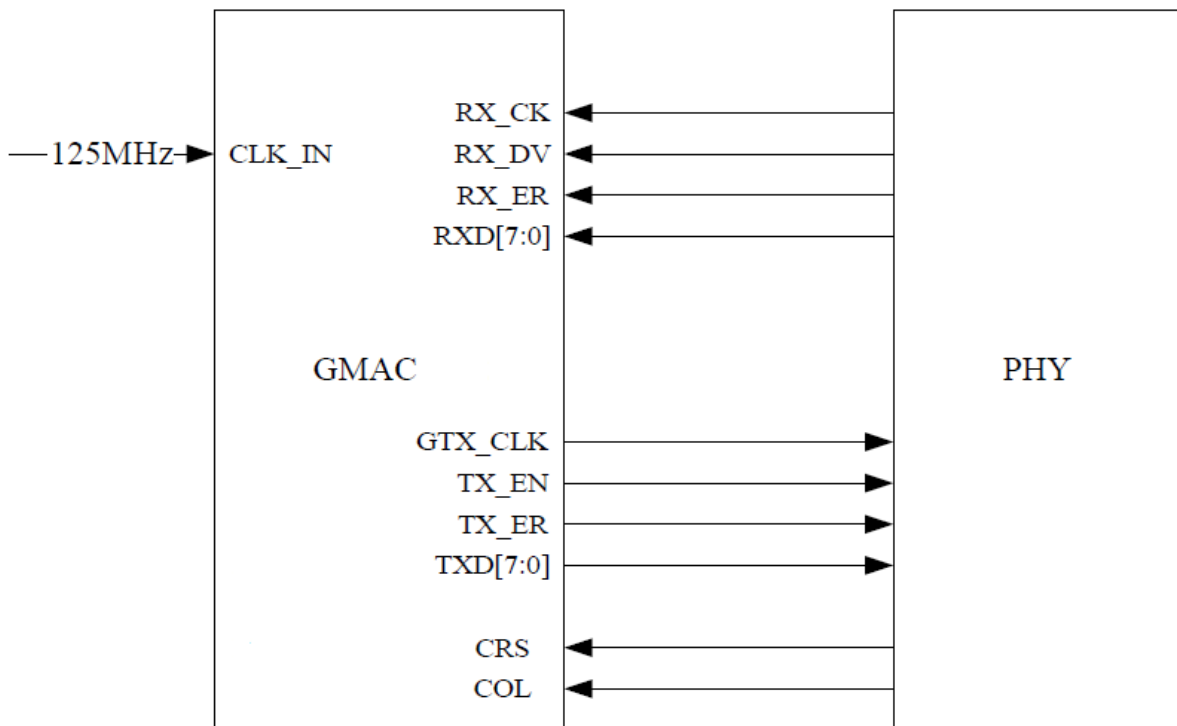 RX_CK
125MHz
CLK_IN
RX_DV
RX_ER
RXD[7:0]
GMAC
PHY
GTX_CLK
TX_EN
TX_ER
TXD[7:0]
CRS
COL